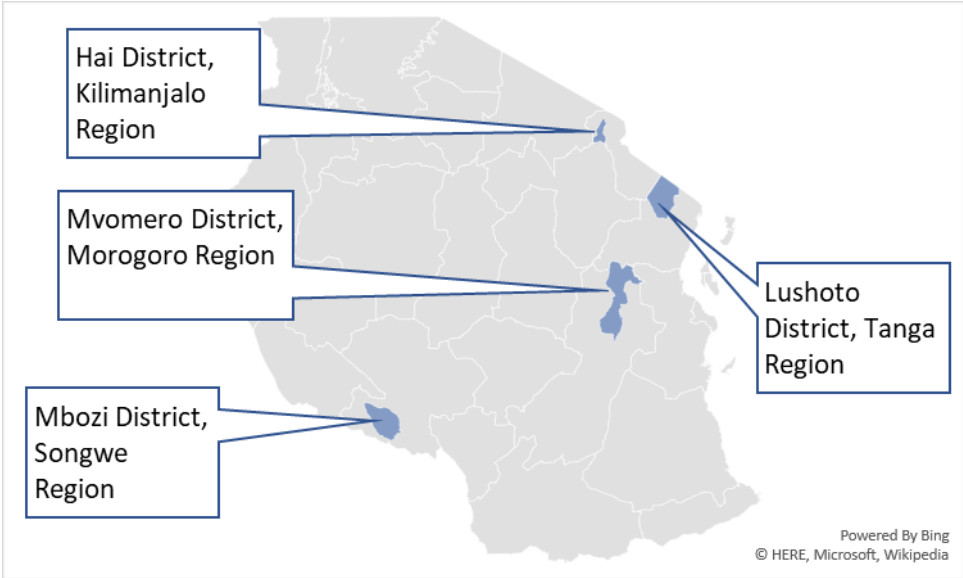 Hai District,
Kilimanjalo
Region
Mvomero District,
Morogoro Region
Lushoto
District, Tanga
Region
Mbozi District,
Songwe
Region
Powered By Bing
© HERE, Microsoft, Wikipedia